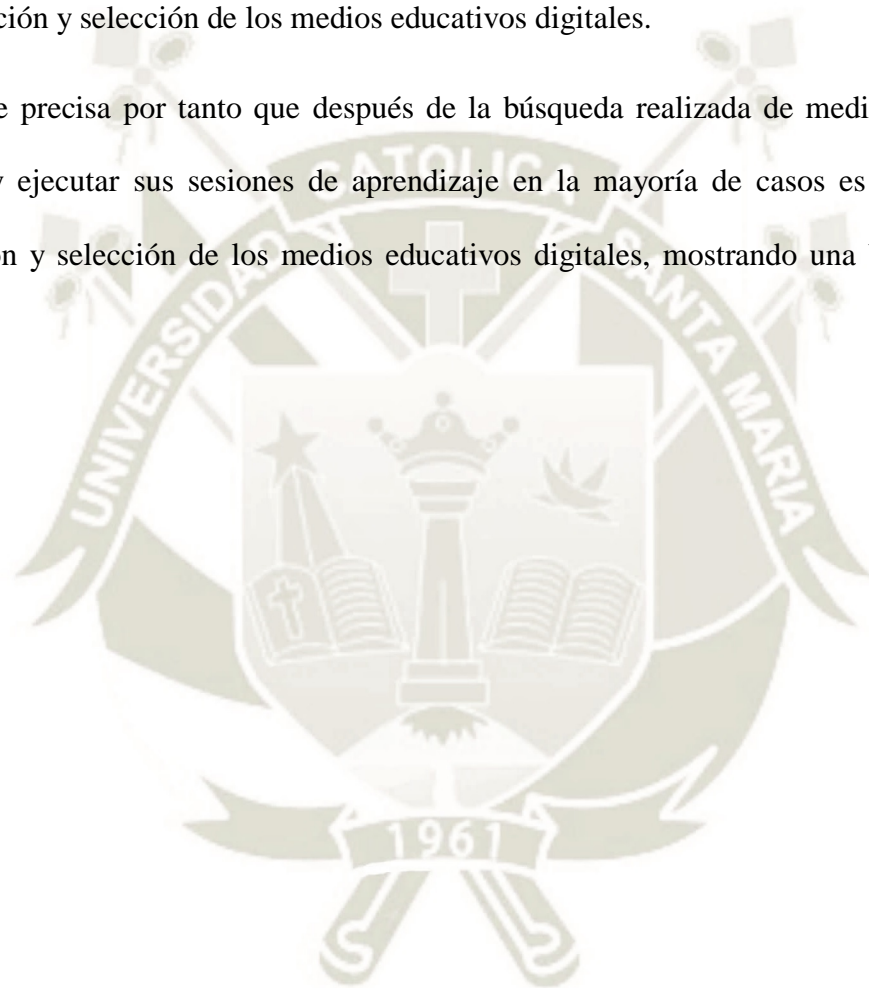 ción y selección de los medios educativos digitales.
e precisa por tanto que después de la búsqueda realizada de medi
y ejecutar sus sesiones de aprendizaje en la mayoría de casos es
n y selección de los medios educativos digitales, mostrando una
UNIVERSIDAD CATOLICA SANTA MARIA
1961